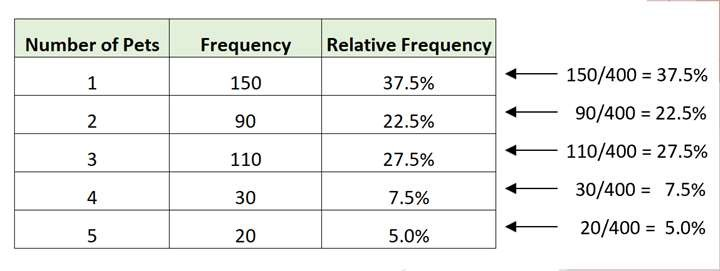 Number of Pets Frequency Relative Frequency
1 150 37.5% 150/400 = 37.5%
2 90 22.5% 90/400 = 22.5%
3 110 27.5% 110/400 = 27.5%
4 30 7.5% 30/400 = 7.5%
5 20 5.0% 20/400 = 5.0%